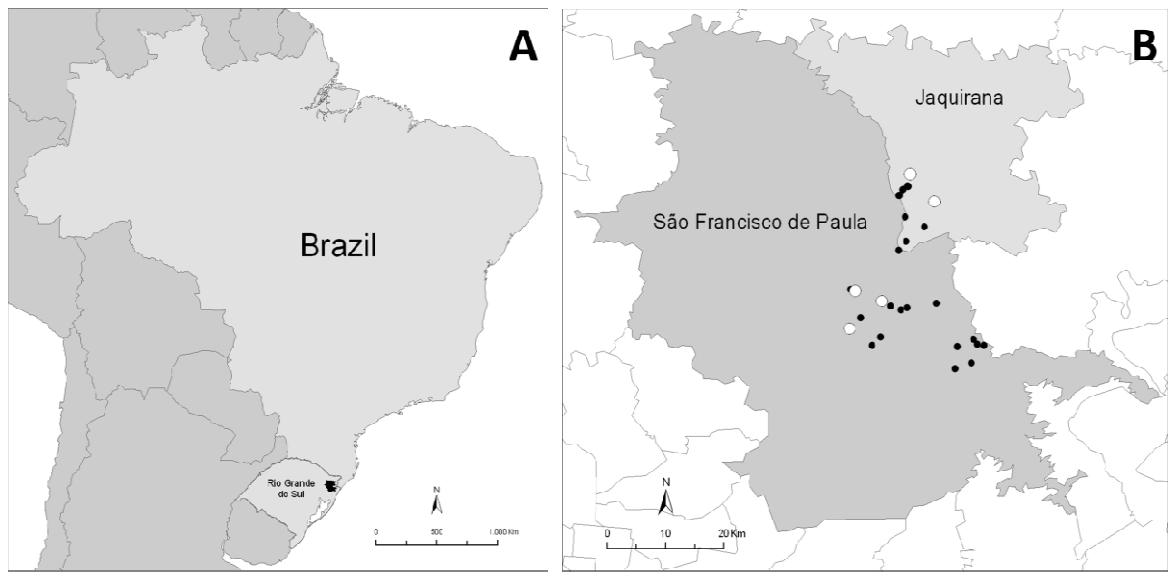 A
Brazil
Rio Grande
do Sul
N
0 500 1.000 Km
B
Jaquirana
São Francisco de Paula
N
0 10 20 Km